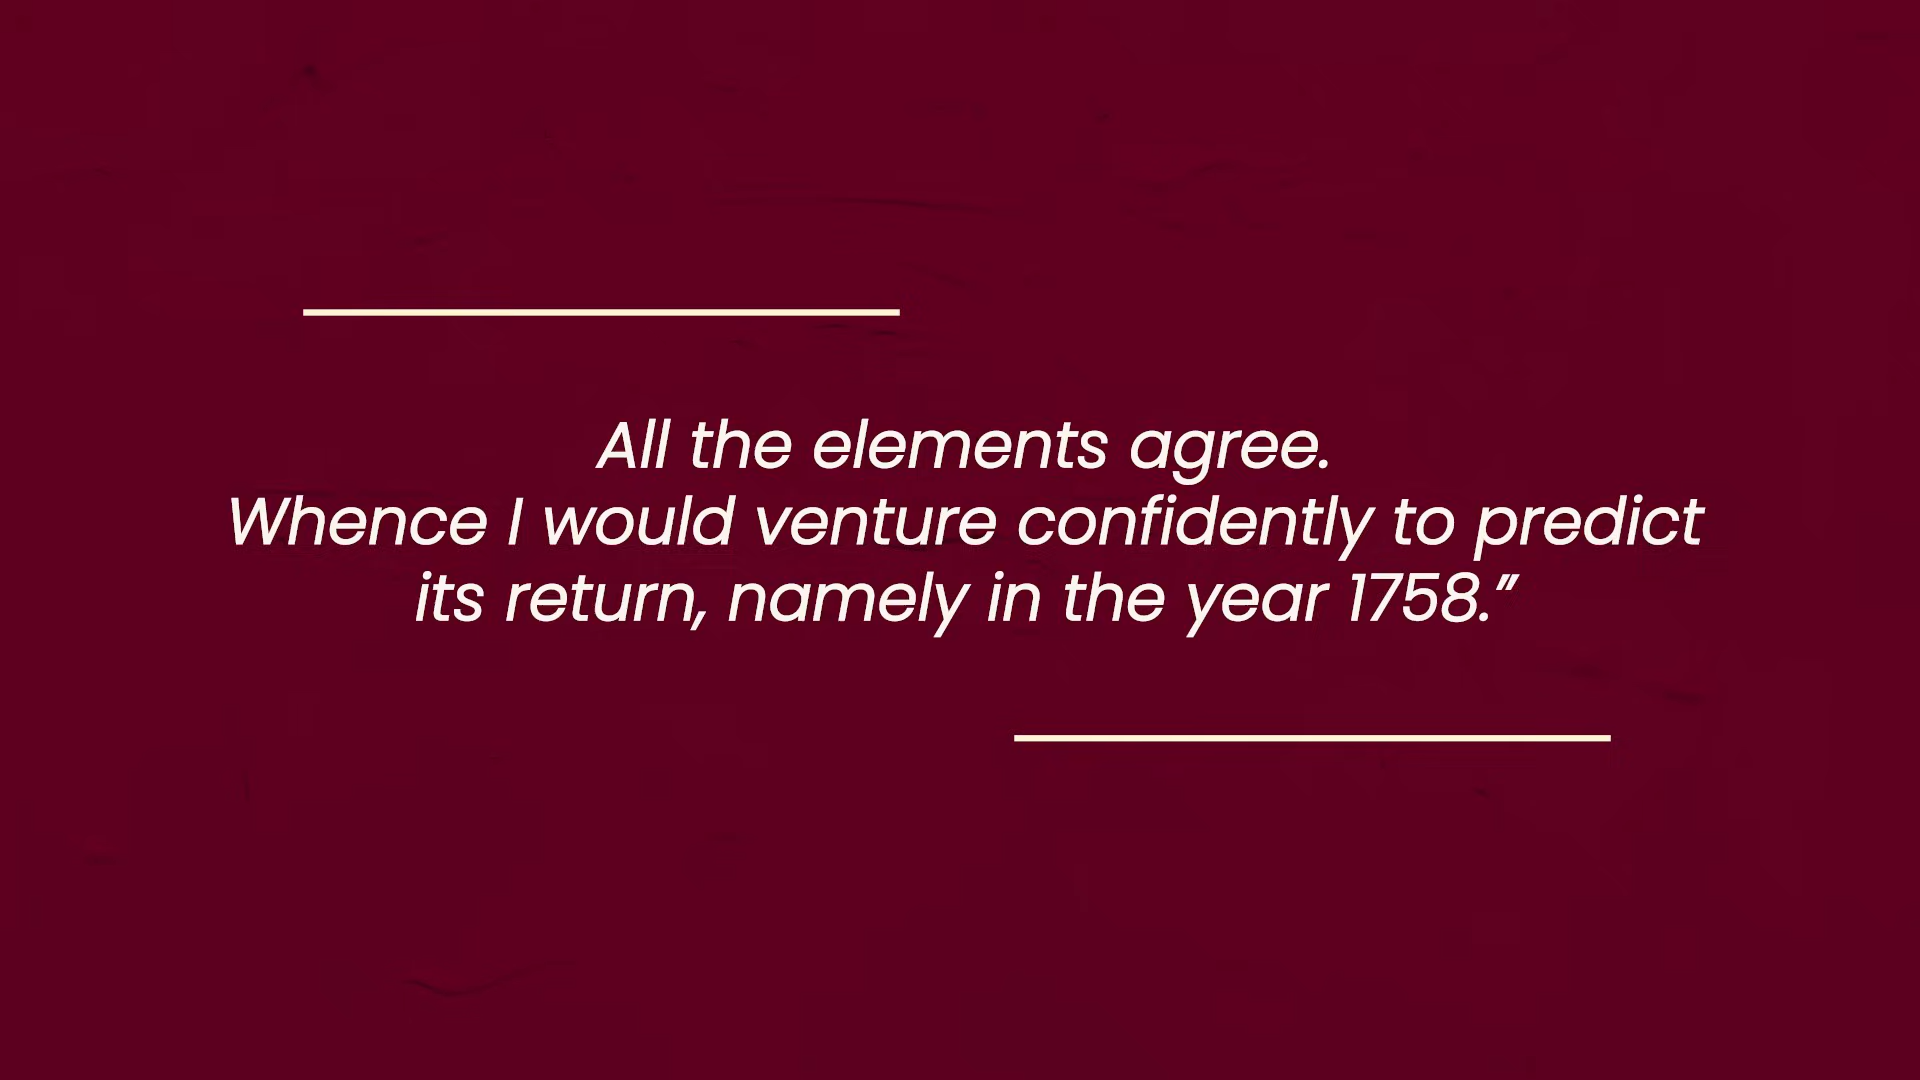 All the elements agree.
Whence I would venture confidently to predict
its return, namely in the year 1758.”